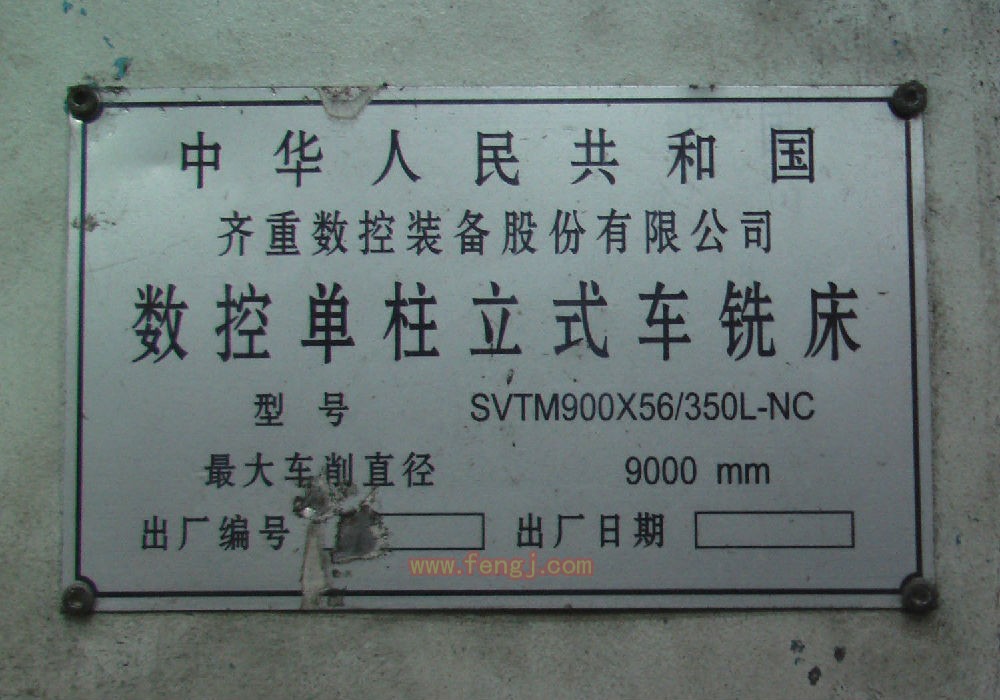 中华人民共和国
齐重数控装备股份有限公司
数控单柱立式车铣床
型号 SVTM900X56/350L-NC
最大车削直径 9000 mm
出厂编号 出厂日期
www.fengj.com